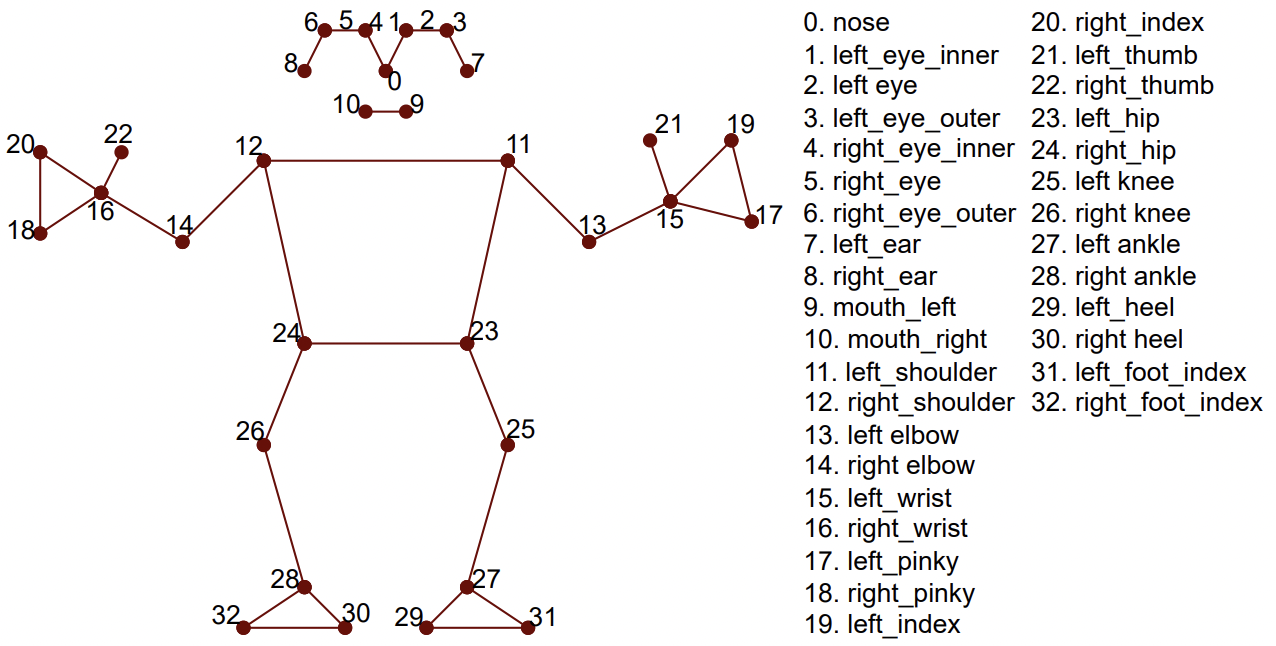 6 5 4 1 2 3
8 0 7
10 9
20 22 12 11 21 19
16 15 17
18 14 13
24 23
26 25
28 27
32 30 29 31
0. nose
1. left_eye_inner
2. left eye
3. left_eye_outer
4. right_eye_inner
5. right_eye
6. right_eye_outer
7. left_ear
8. right_ear
9. mouth_left
10. mouth_right
11. left_shoulder
12. right_shoulder
13. left elbow
14. right elbow
15. left_wrist
16. right_wrist
17. left_pinky
18. right_pinky
19. left_index
20. right_index
21. left_thumb
22. right_thumb
23. left_hip
24. right_hip
25. left knee
26. right knee
27. left ankle
28. right ankle
29. left_heel
30. right heel
31. left_foot_index
32. right_foot_index